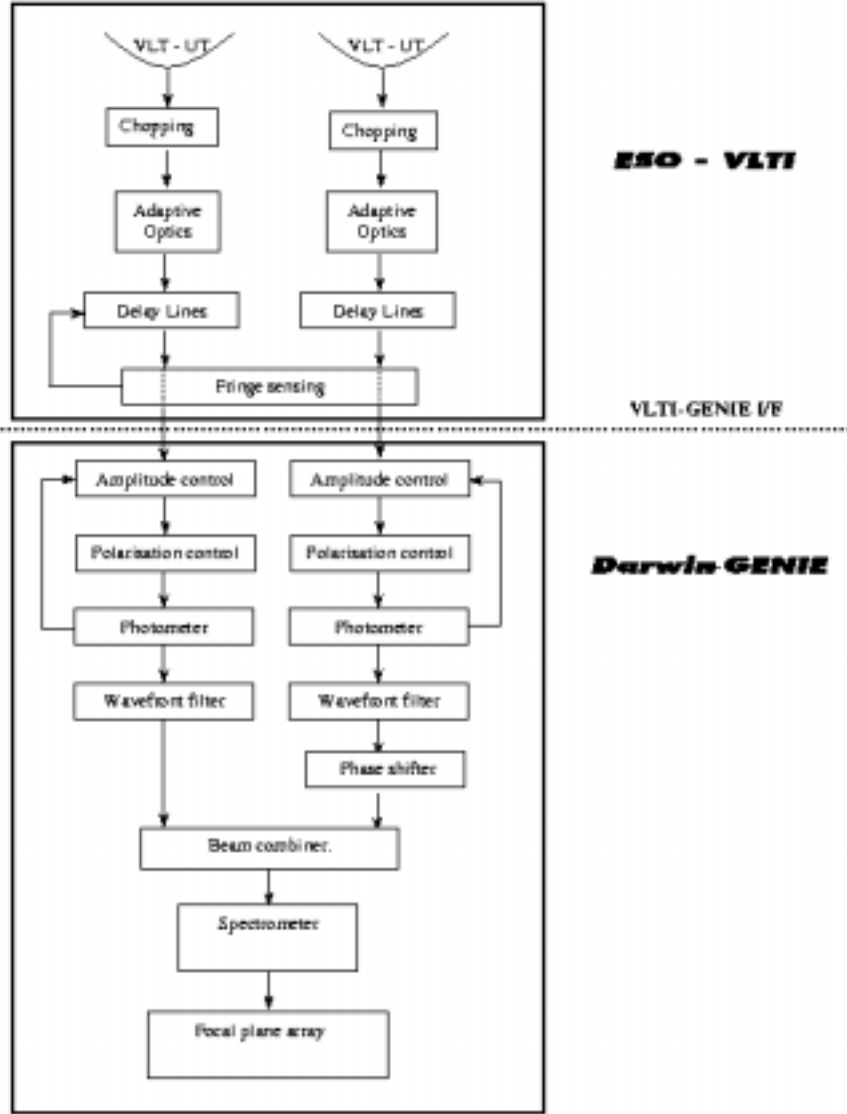 VLT - UT VLT - UT
Chopping Chopping
ESO - VLTI
Adaptive Adaptive
Optics Optics
Delay Lines Delay Lines
Fringe sensing
VLTI-GENIE I/F
Amplitude control Amplitude control
Polarisation control Polarisation control
Darwin-GENIE
Photometer Photometer
Wavefront filter Wavefront filter
Phase shifter
Beam combiner.
Spectrometer
Focal plane array